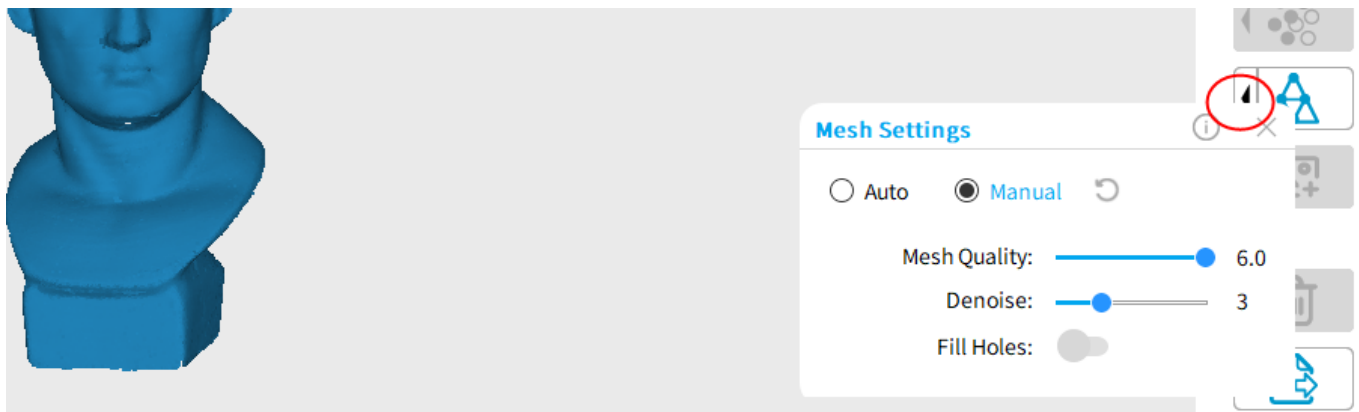 Mesh Settings
Auto Manual
Mesh Quality: 6.0
Denoise: 3
Fill Holes: